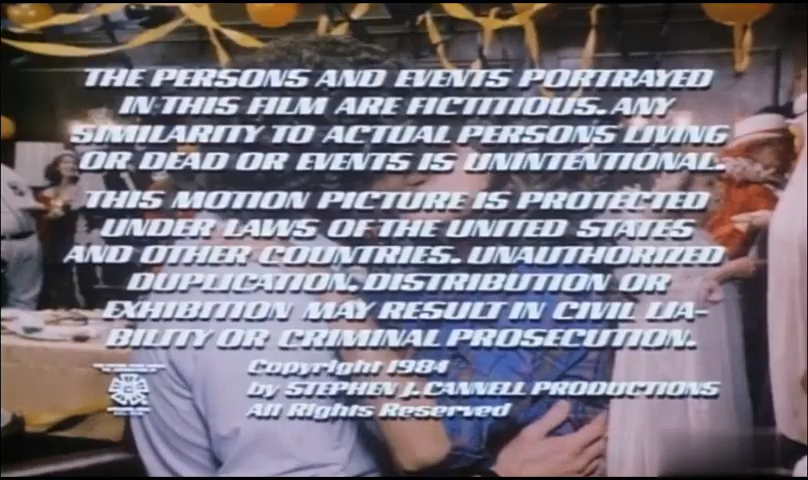 THE PERSONS AND EVENTS PORTRAYED
IN THIS FILM ARE FICTITIOUS. ANY
SIMILARITY TO ACTUAL PERSONS LIVING
OR DEAD OR EVENTS IS UNINTENTIONAL.
THIS MOTION PICTURE IS PROTECTED
UNDER LAWS OF THE UNITED STATES
AND OTHER COUNTRIES. UNAUTHORIZED
DUPLICATION, DISTRIBUTION OR
EXHIBITION MAY RESULT IN CIVIL LIA-
BILITY OR CRIMINAL PROSECUTION.
Copyright 1984
by STEPHEN J. CANNELL PRODUCTIONS
All Rights Reserved